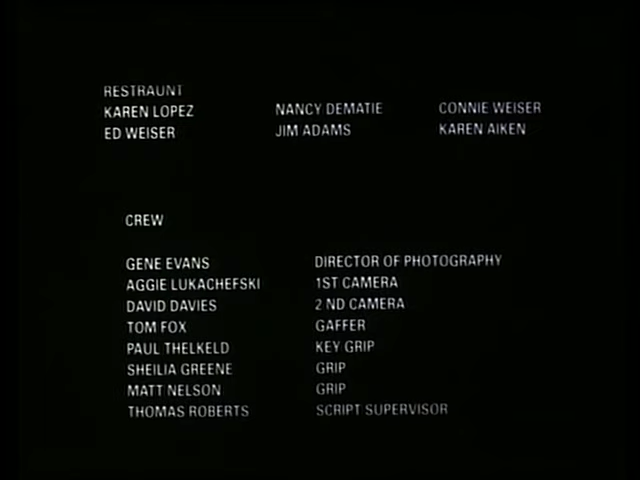 RESTRAUNT
KAREN LOPEZ NANCY DEMATIE CONNIE WEISER
ED WEISER JIM ADAMS KAREN AIKEN
CREW
GENE EVANS DIRECTOR OF PHOTOGRAPHY
AGGIE LUKACHEFSKI 1ST CAMERA
DAVID DAVIES 2 ND CAMERA
TOM FOX GAFFER
PAUL THELKELD KEY GRIP
SHEILIA GREENE GRIP
MATT NELSON GRIP
THOMAS ROBERTS SCRIPT SUPERVISOR